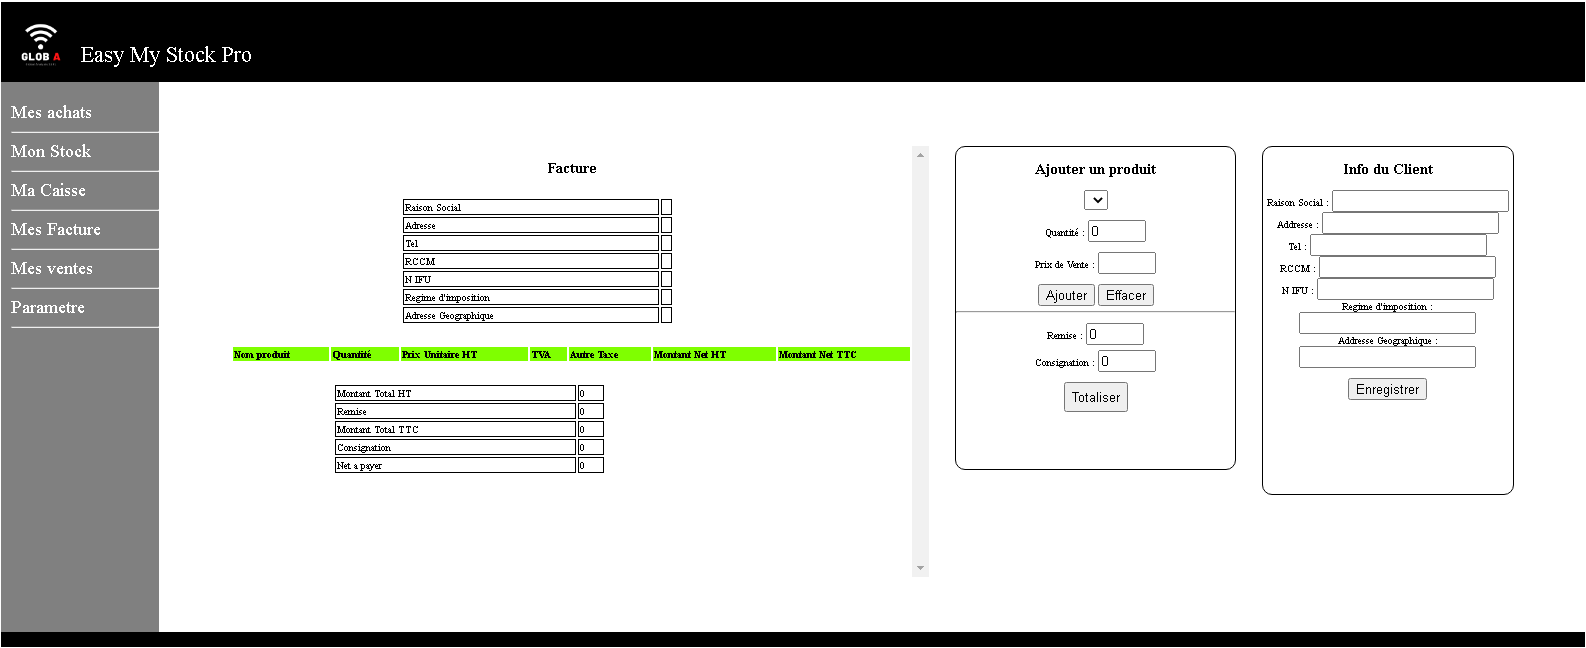 GLOB A
Easy My Stock Pro
Mes achats
Mon Stock
Ma Caisse
Mes Facture
Mes ventes
Parametre
Facture
Raison Social
Adresse
Tel
RCCM
N IFU
Regime d'imposition
Adresse Geographique
Nom produit Quantité Prix Unitaire HT TVA Autre Taxe Montant Net HT Montant Net TTC
Montant Total HT 0
Remise 0
Montant Total TTC 0
Consignation 0
Net a payer 0
Ajouter un produit
Quantité : 0
Prix de Vente :
Ajouter Effacer
Remise : 0
Consignation : 0
Totaliser
Info du Client
Raison Social :
Addresse :
Tel :
RCCM :
N IFU :
Regime d'imposition :
Addresse Geographique :
Enregistrer